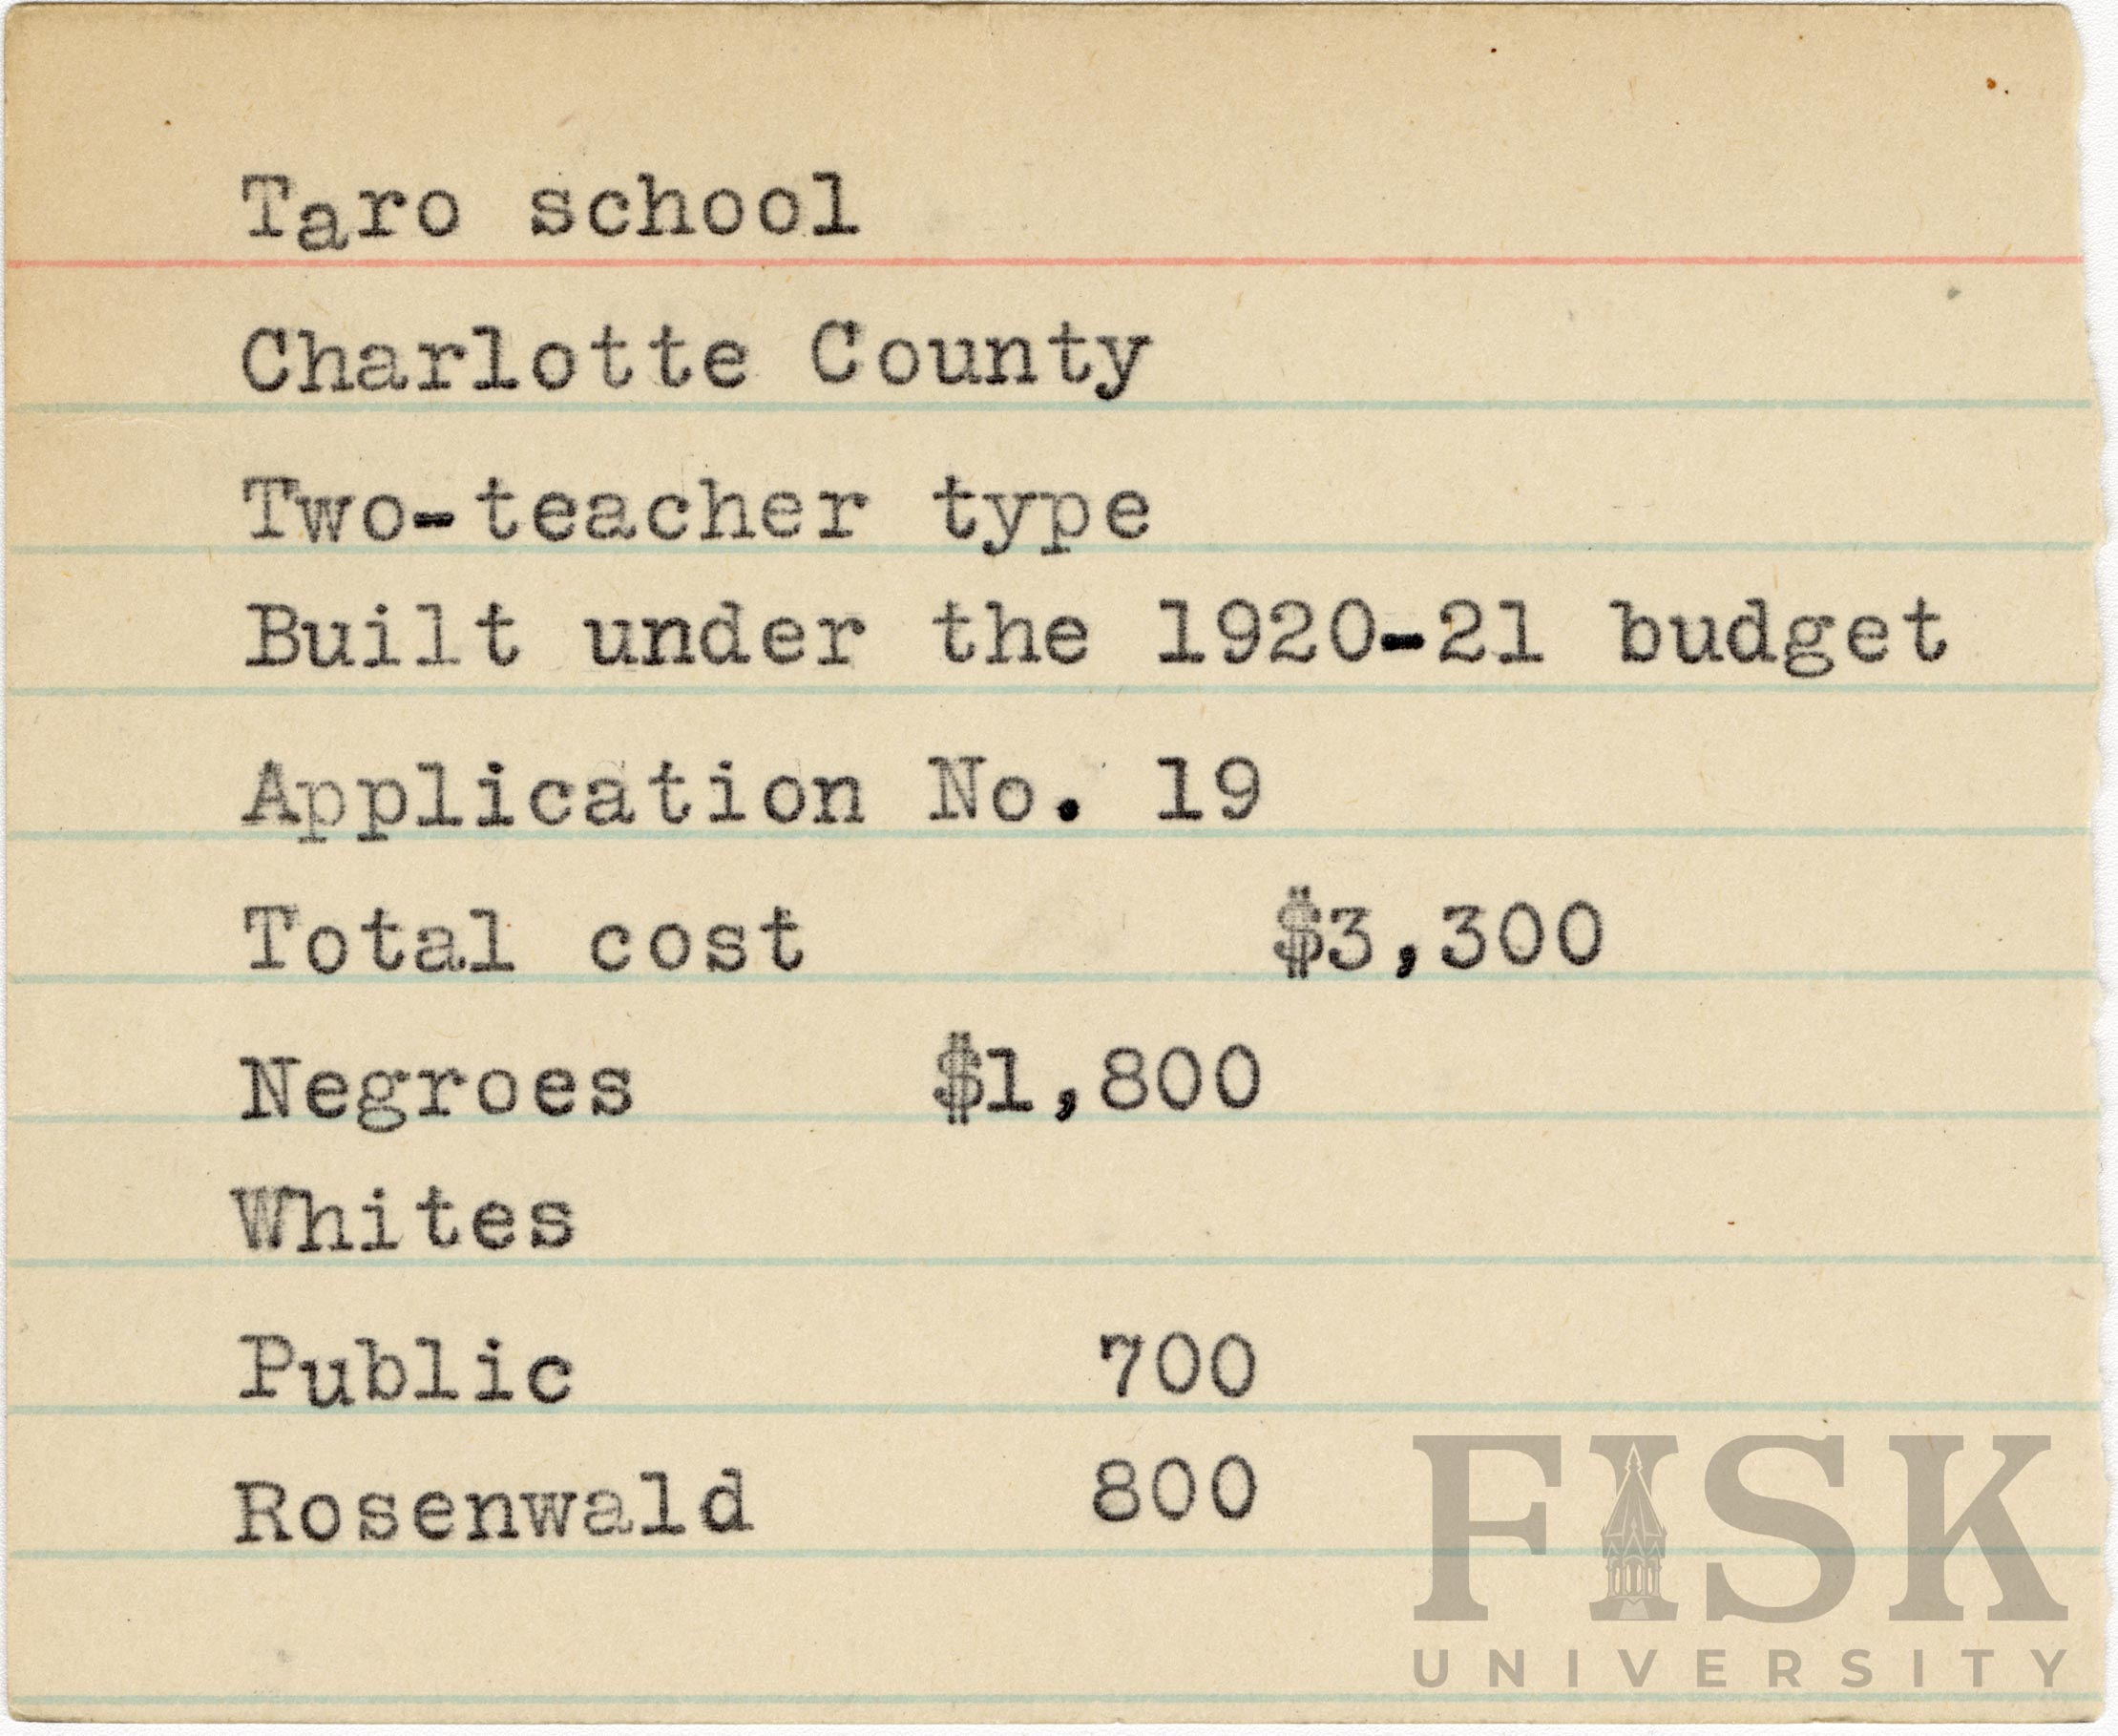 Taro school
Charlotte County
Two-teacher type
Built under the 1920-21 budget
Application No. 19
Total cost $3,300
Negroes $1,800
Whites
Public 700
Rosenwald 800
FISK
UNIVERSITY